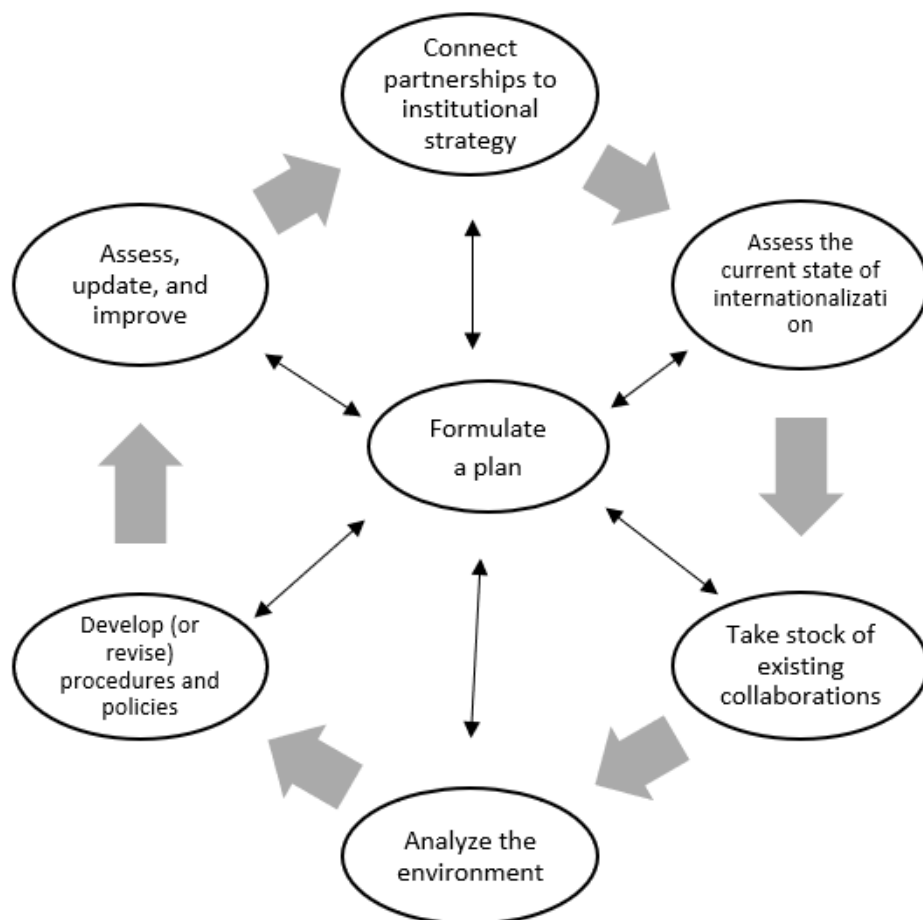 Connect
partnerships to
institutional
strategy
Assess the
current state of
internationalizati
on
Take stock of
existing
collaborations
Analyze the
environment
Develop (or
revise)
procedures and
policies
Assess,
update, and
improve
Formulate
a plan